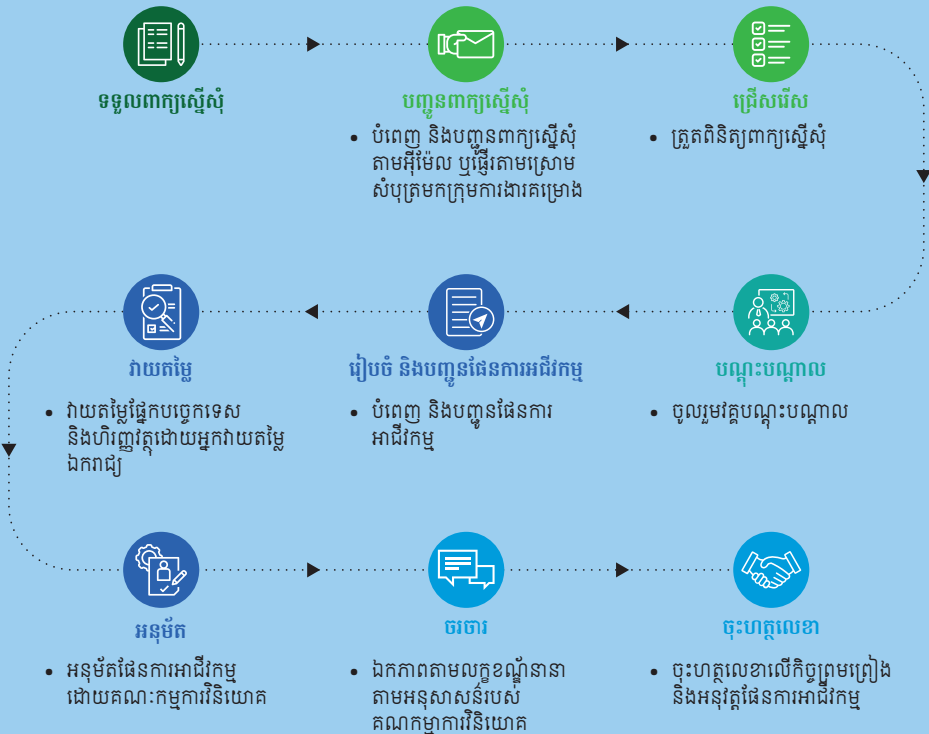 ទទួលពាក្យស្នើសុំ
បញ្ជូនពាក្យស្នើសុំ
• បំពេញ និងបញ្ជូនពាក្យស្នើសុំ
តាមអ៊ីម៉ែល ឬផ្ញើរតាមស្រោម
សំបុត្រមកក្រុមការងារគម្រោង
ជ្រើសរើស
• ត្រួតពិនិត្យពាក្យស្នើសុំ
បណ្តុះបណ្តាល
• ចូលរួមវគ្គបណ្តុះបណ្តាល
រៀបចំ និងបញ្ជូនផែនការអជីវកម្ម
• បំពេញ និងបញ្ជូនផែនការ
អាជីវកម្ម
វាយតម្លៃ
• វាយតម្លៃផ្នែកបច្ចេកទេស
និងហិរញ្ញវត្ថុដោយអ្នកវាយតម្លៃ
ឯករាជ្យ
អនុម័ត
• អនុម័តផែនការអាជីវកម្ម
ដោយគណៈកម្មការវិនិយោគ
ចរចារ
• ឯកភាពតាមលក្ខខណ្ឌនានា
តាមអនុសាសន៍របស់
គណកម្មាការវិនិយោគ
ចុះហត្ថលេខា
• ចុះហត្ថលេខាលើកិច្ចព្រមព្រៀង
និងអនុវត្តផែនការអាជីវកម្ម